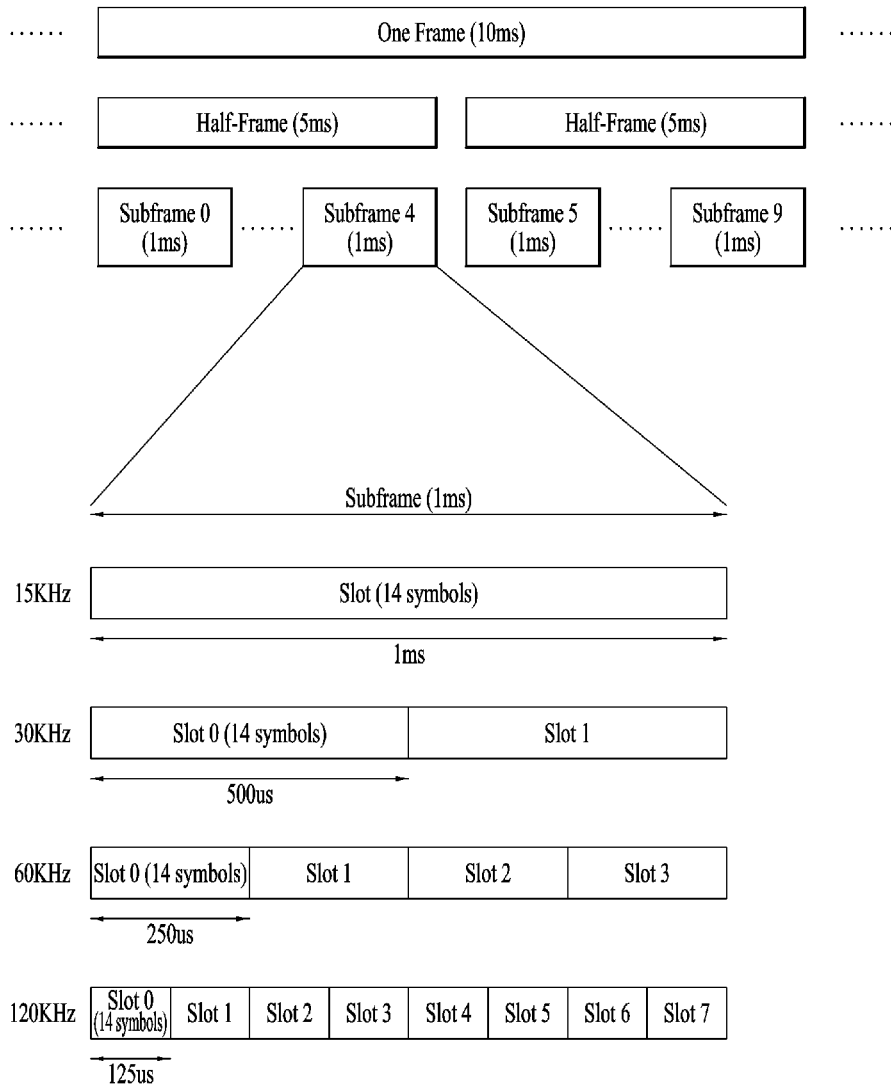 ...... One Frame (10ms) ......
...... Half-Frame (5ms) Half-Frame (5ms) ......
...... Subframe 0 (1ms) ...... Subframe 4 (1ms) Subframe 5 (1ms) ...... Subframe 9 (1ms) ......
Subframe (1ms)
15KHz Slot (14 symbols)
1ms
30KHz Slot 0 (14 symbols) Slot 1
500us
60KHz Slot 0 (14 symbols) Slot 1 Slot 2 Slot 3
250us
120KHz Slot 0 (14 symbols) Slot 1 Slot 2 Slot 3 Slot 4 Slot 5 Slot 6 Slot 7
125us